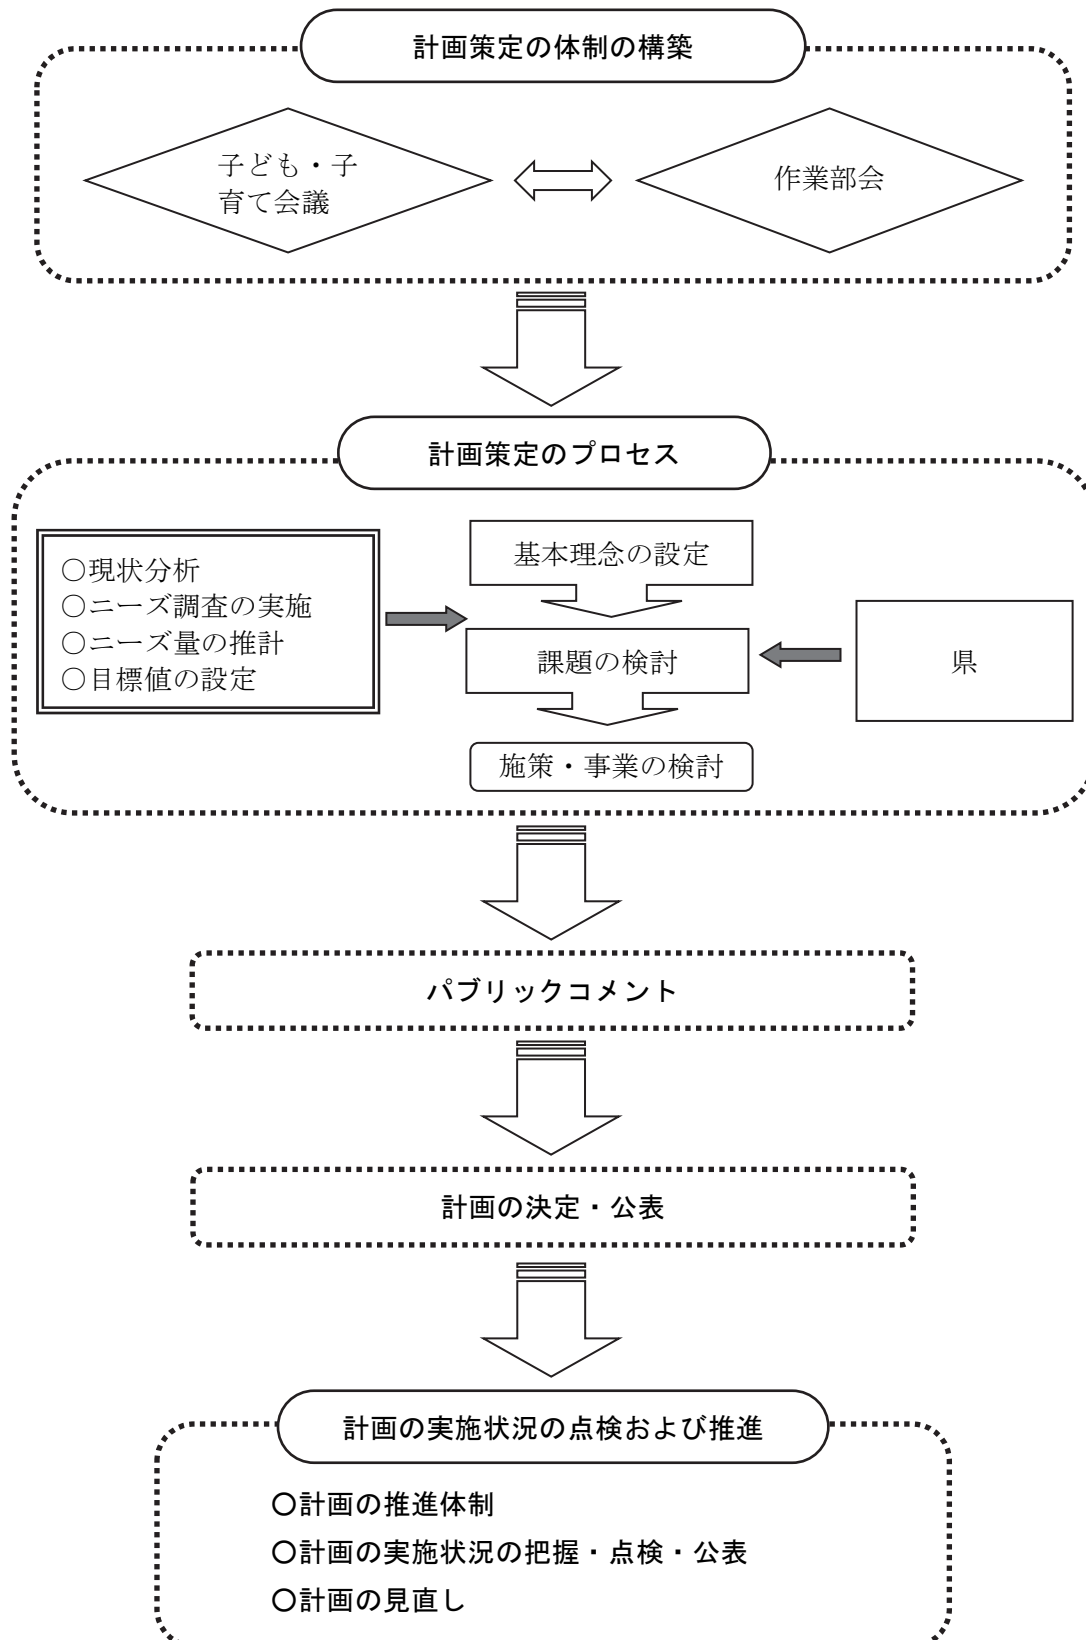 計画策定の体制の構築
子ども・子
育て会議
作業部会
計画策定のプロセス
○現状分析
○ニーズ調査の実施
○ニーズ量の推計
○目標値の設定
基本理念の設定
課題の検討
県
施策・事業の検討
パブリックコメント
計画の決定・公表
計画の実施状況の点検および推進
○計画の推進体制
○計画の実施状況の把握・点検・公表
○計画の見直し